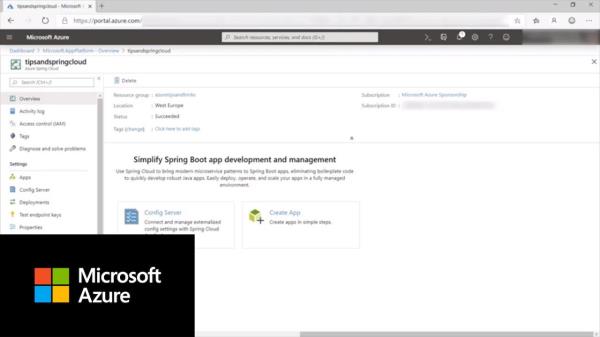 tipsandspringcloud - Microsoft
https://portal.azure.com/
Microsoft Azure
Search resources, services, and docs (G+/)
Dashboard > Microsoft.AppPlatform - Overview > tipsandspringcloud
tipsandspringcloud
Azure Spring Cloud
Search (Ctrl+/)
Delete
Overview
Activity log
Access control (IAM)
Tags
Diagnose and solve problems
Settings
Apps
Config Server
Deployments
Test endpoint keys
Properties
Resource group : azuretipsandtricks
Location : West Europe
Status : Succeeded
Tags (change) : Click here to add tags
Subscription : Microsoft Azure Sponsorship
Subscription ID :
Simplify Spring Boot app development and management
Use Spring Cloud to bring modern microservice patterns to Spring Boot apps, eliminating boilerplate code
to quickly develop robust Java apps. Easily deploy, operate, and scale your apps in a fully managed
environment.
Config Server
Connect and manage externalized
config settings with Spring Cloud
Create App
Create apps in simple steps.
Microsoft
Azure